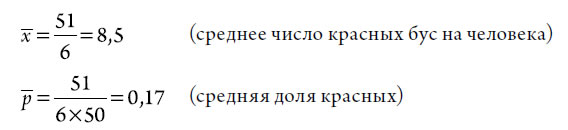 x̅ = 51/6 = 8,5 (среднее число красных бус на человека)
p̅ = 51/6×50 = 0,17 (средняя доля красных)